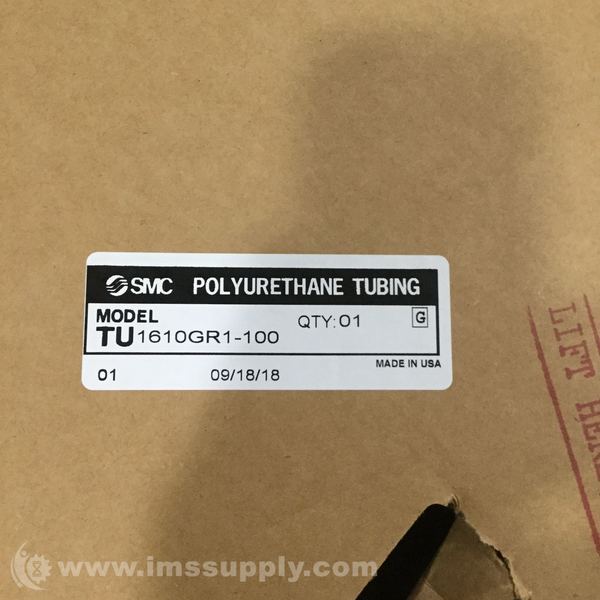 SMC POLYURETHANE TUBING
MODEL
QTY: 01 G
TU1610GR1-100
MADE IN USA
01 09/18/18
LIFT HERE
www.imssupply.com